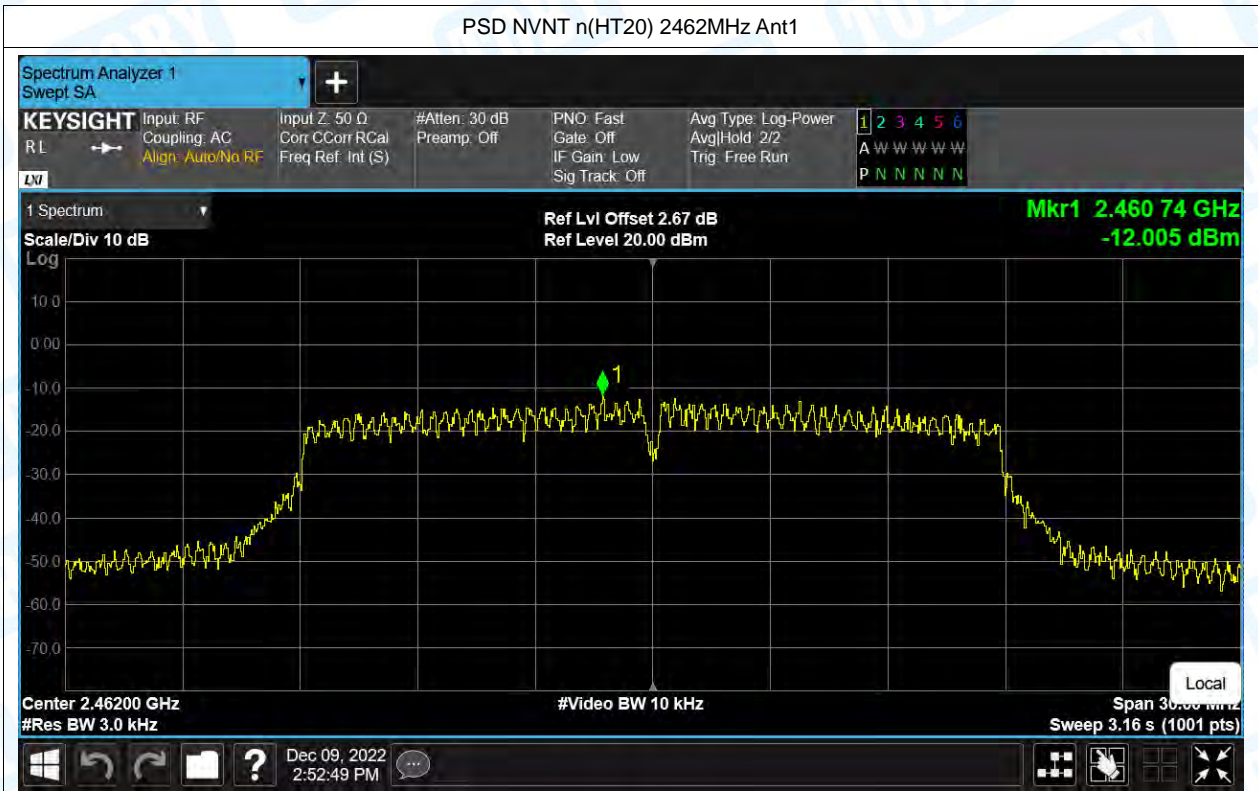 PSD NVNT n(HT20) 2462MHz Ant1
Spectrum Analyzer 1
Swept SA
+
KEYSIGHT
RL
LXI
Input: RF
Coupling: AC
Align: Auto/No RF
Input Z: 50 Ω
Corr CCorr RCal
Freq Ref: Int (S)
#Atten: 30 dB
Preamp: Off
PNO: Fast
Gate: Off
IF Gain: Low
Sig Track: Off
Avg Type: Log-Power
Avg|Hold: 2/2
Trig: Free Run
1 2 3 4 5 6
A W W W W W
P N N N N N
1 Spectrum
Scale/Div 10 dB
Ref Lvl Offset 2.67 dB
Ref Level 20.00 dBm
Mkr1 2.460 74 GHz
-12.005 dBm
Log
10.0
0.00
-10.0
-20.0
-30.0
-40.0
-50.0
-60.0
-70.0
1
Local
Center 2.46200 GHz
#Video BW 10 kHz
Span 30.00 MHz
#Res BW 3.0 kHz
Sweep 3.16 s (1001 pts)
?
Dec 09, 2022
2:52:49 PM